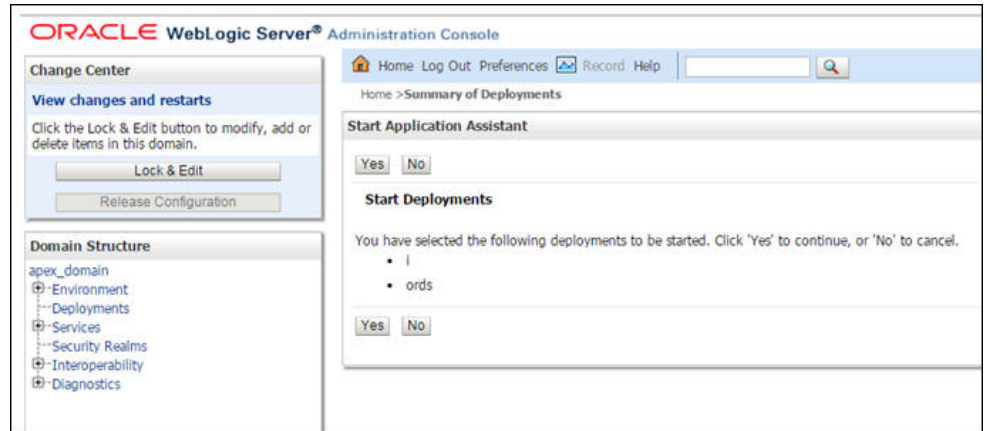 ORACLE WebLogic Server® Administration Console
Change Center
View changes and restarts
Click the Lock & Edit button to modify, add or
delete items in this domain.
Lock & Edit
Release Configuration
Domain Structure
apex_domain
Environment
Deployments
Services
Security Realms
Interoperability
Diagnostics
Home Log Out Preferences Record Help
Home >Summary of Deployments
Start Application Assistant
Yes No
Start Deployments
You have selected the following deployments to be started. Click 'Yes' to continue, or 'No' to cancel.
• i
• ords
Yes No